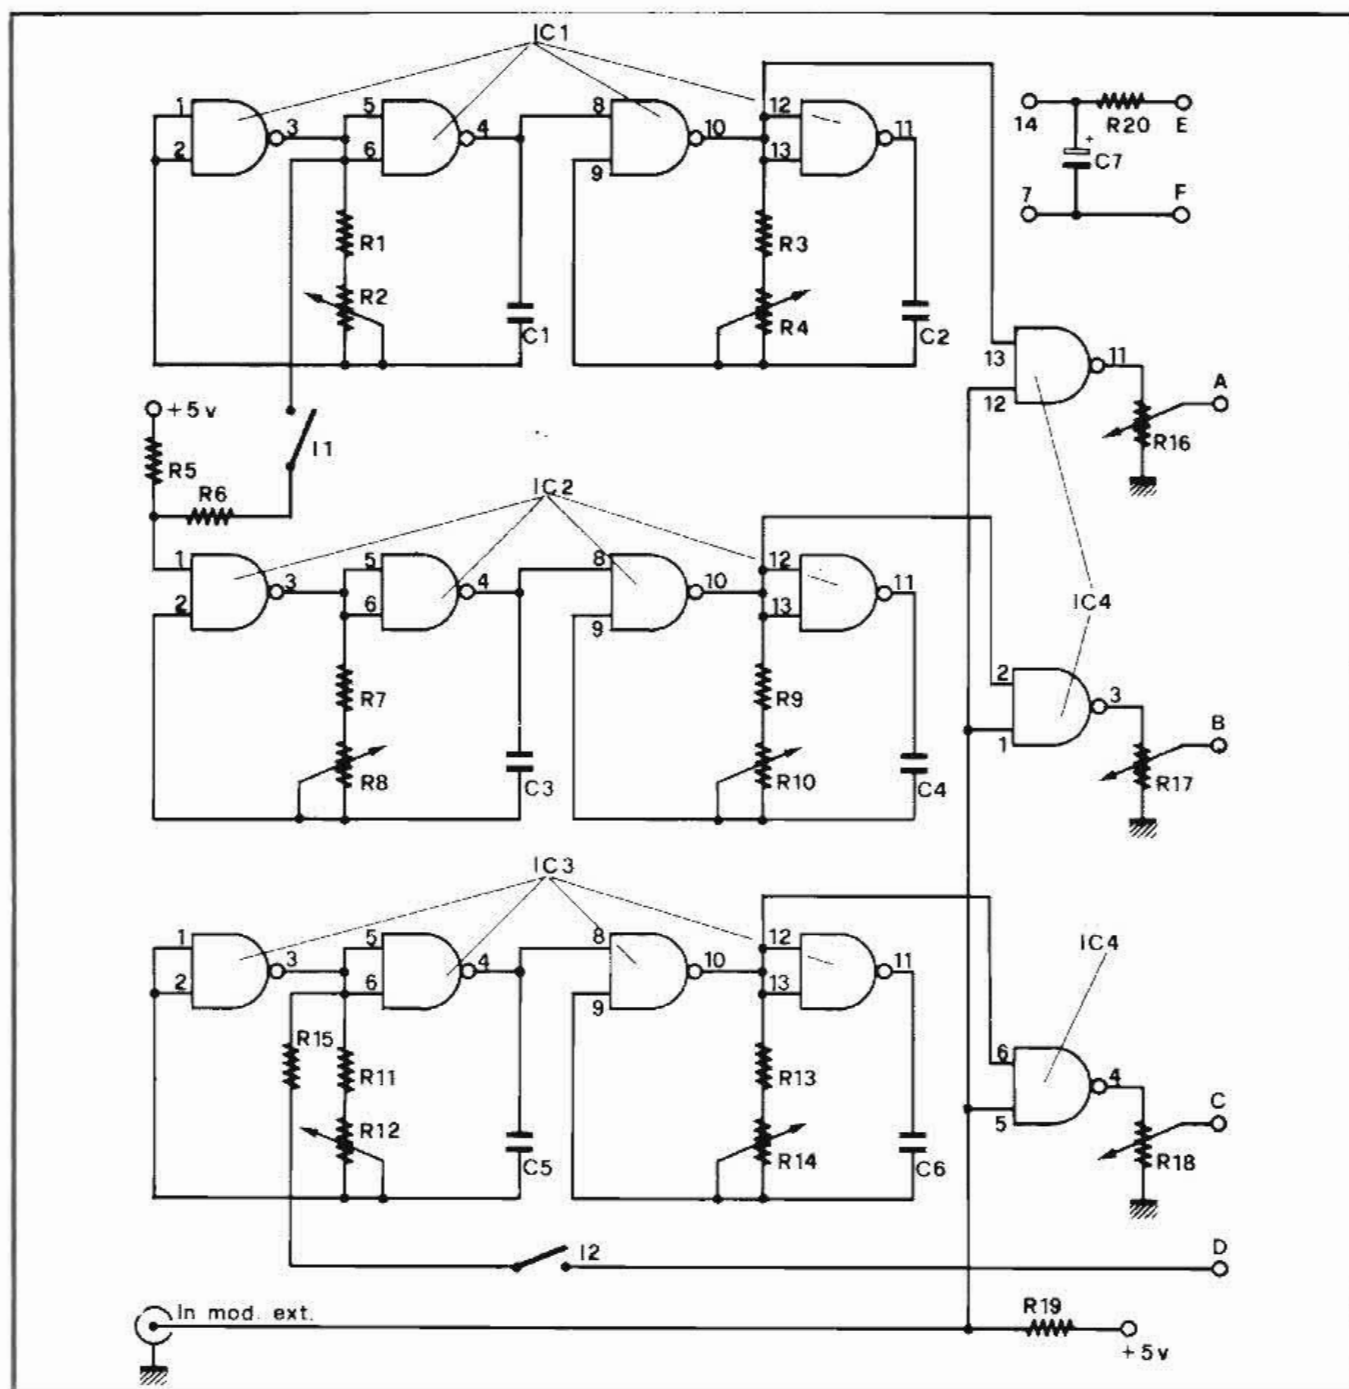 IC1
1
2
3
5
6
4
8
9
10
12
13
11
R1
R2
C1
R3
R4
C2
14
R20
E
+
C7
7
F
13
12
11
A
R16
+5v
R5
R6
I1
IC2
1
2
3
5
6
4
8
9
10
12
13
11
R7
R8
C3
R9
R10
C4
IC4
2
1
3
B
R17
IC3
1
2
3
5
6
4
8
9
10
12
13
11
R15
R11
R12
C5
R13
R14
C6
IC4
6
5
4
C
R18
I2
D
In mod. ext.
R19
+5v